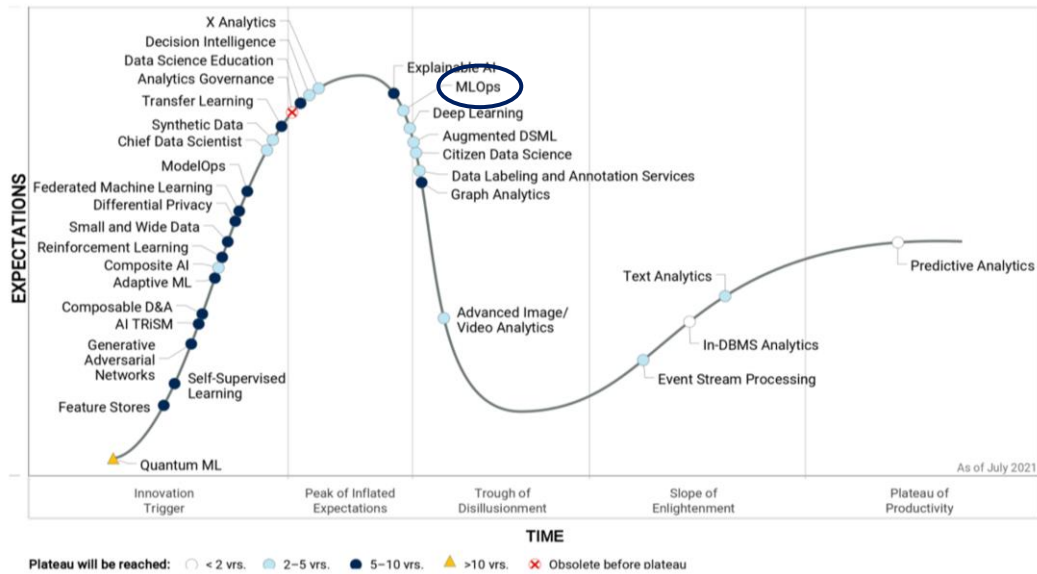 X Analytics
Decision Intelligence
Data Science Education
Analytics Governance
Transfer Learning
Synthetic Data
Chief Data Scientist
ModelOps
Federated Machine Learning
Differential Privacy
Small and Wide Data
Reinforcement Learning
Composite AI
Adaptive ML
Composable D&A
AI TRiSM
Generative
Adversarial
Networks
Self-Supervised
Learning
Feature Stores
Quantum ML
Explainable AI
MLOps
Deep Learning
Augmented DSML
Citizen Data Science
Data Labeling and Annotation Services
Graph Analytics
Advanced Image/
Video Analytics
Text Analytics
In-DBMS Analytics
Event Stream Processing
Predictive Analytics
EXPECTATIONS
As of July 2021
Innovation
Trigger
Peak of Inflated
Expectations
Trough of
Disillusionment
Slope of
Enlightenment
Plateau of
Productivity
TIME
Plateau will be reached: < 2 yrs. 2–5 yrs. 5–10 yrs. >10 yrs. Obsolete before plateau